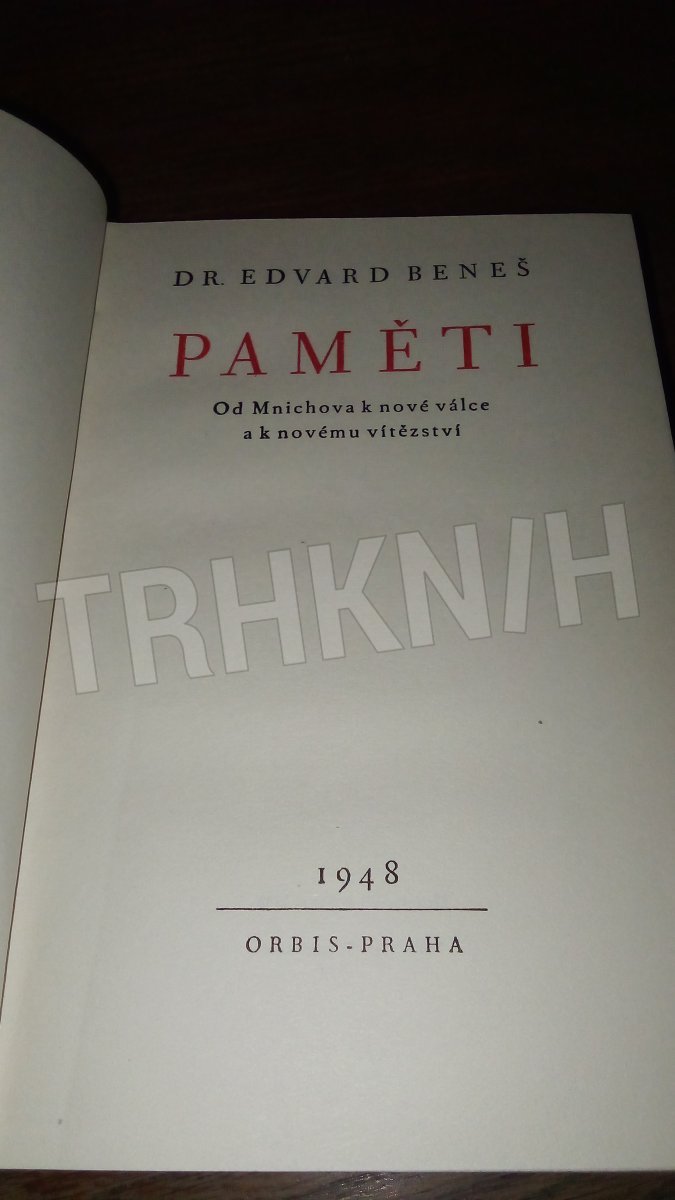 DR. EDVARD BENEŠ
PAMĚTI
Od Mnichova k nové válce
a k novému vítězství
TRHKNIH
1948
ORBIS-PRAHA